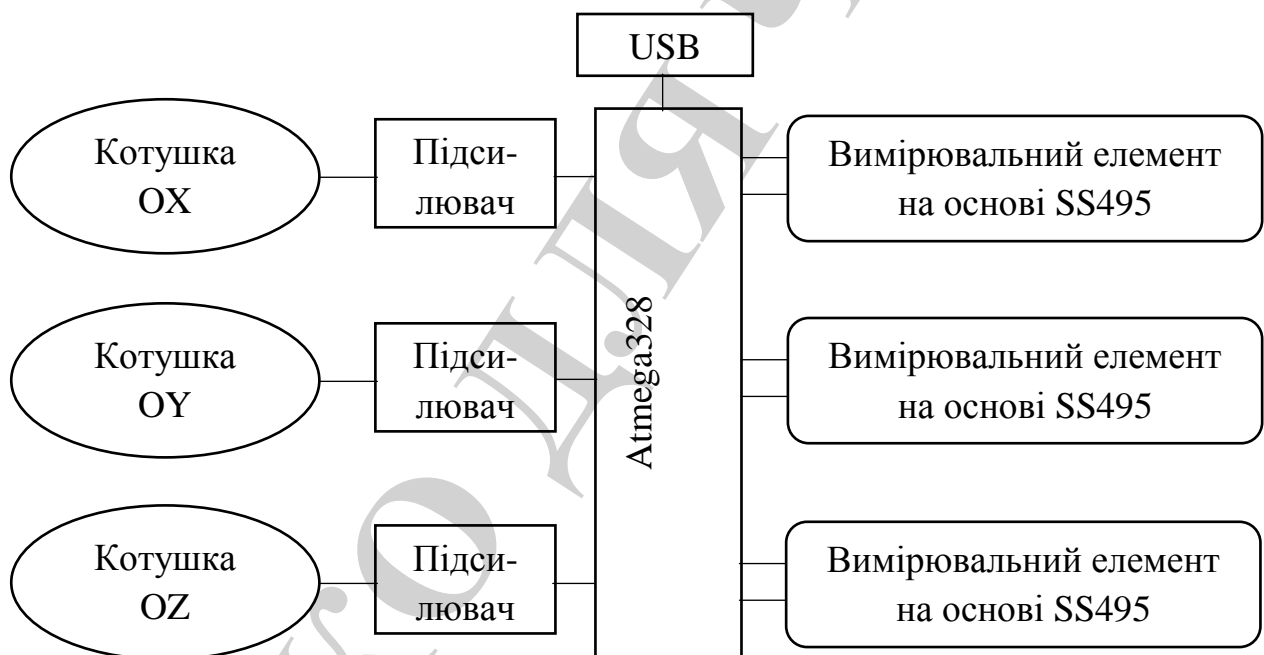 USB
Котушка
OX
Підси-
лювач
Вимірювальний елемент
на основі SS495
Atmega328
Котушка
OY
Підси-
лювач
Вимірювальний елемент
на основі SS495
Котушка
OZ
Підси-
лювач
Вимірювальний елемент
на основі SS495